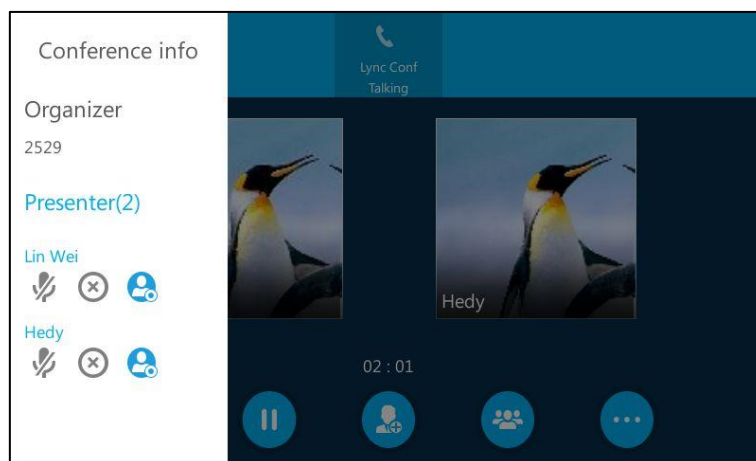 Conference info
Organizer
2529
Presenter(2)
Lin Wei
Hedy
Lync Conf
Talking
Hedy
02 : 01